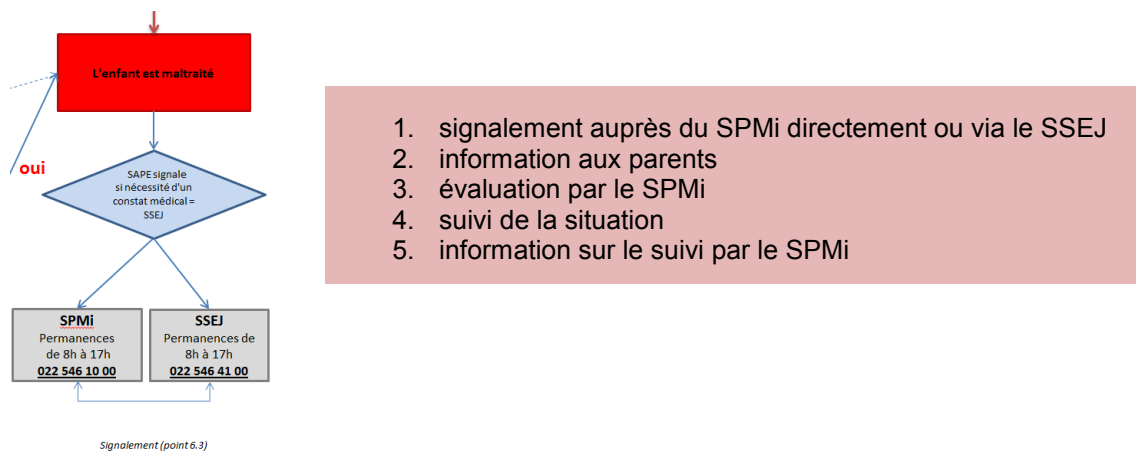 L'enfant est maltraité
oui
SAPE signale
si nécessité d'un
constat médical =
SSEJ
SPMi
Permanences
de 8h à 17h
022 546 10 00
SSEJ
Permanences de
8h à 17h
022 546 41 00
Signalement (point 6.3)
1. signalement auprès du SPMi directement ou via le SSEJ
2. information aux parents
3. évaluation par le SPMi
4. suivi de la situation
5. information sur le suivi par le SPMi